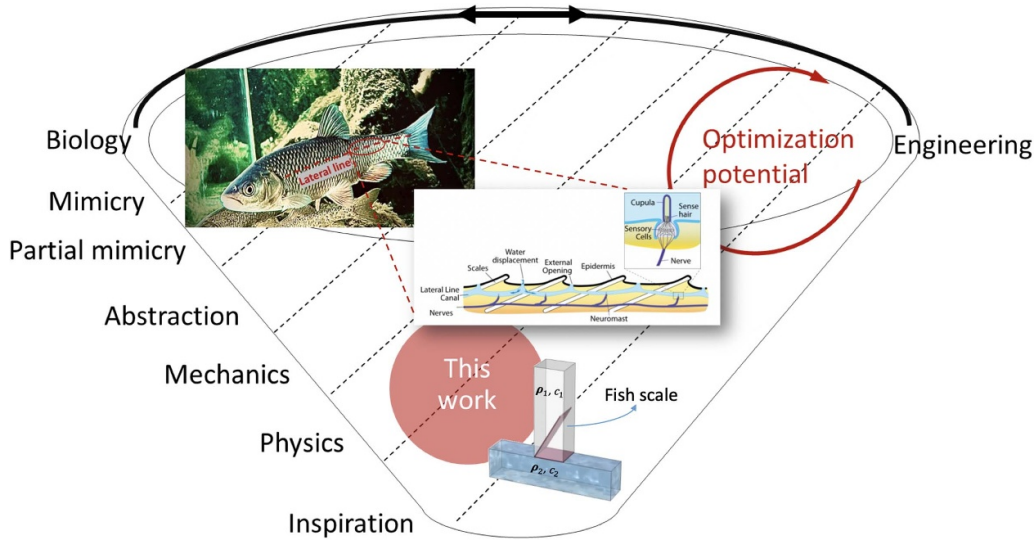 Biology
Engineering
Mimicry
Partial mimicry
Abstraction
Mechanics
Physics
Inspiration
Lateral line
Optimization
potential
Cupula
Sense
hair
Sensory
Cells
Nerve
Scales
Water
displacement
External
Opening
Epidermis
Lateral Line
Canal
Nerves
Neuromast
This
work
ρ₁, c₁
Fish scale
ρ₂, c₂